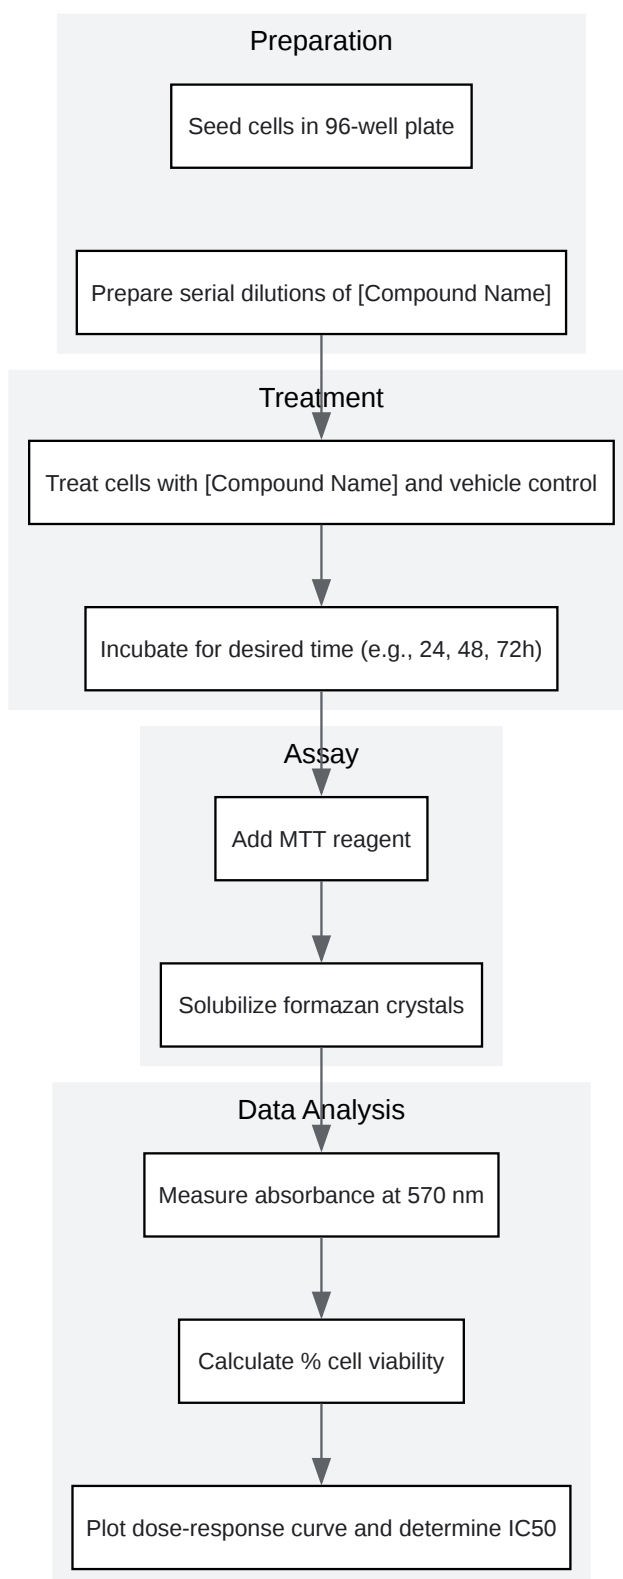 Preparation
Seed cells in 96-well plate
Prepare serial dilutions of [Compound Name]
Treatment
Treat cells with [Compound Name] and vehicle control
Incubate for desired time (e.g., 24, 48, 72h)
Assay
Add MTT reagent
Solubilize formazan crystals
Data Analysis
Measure absorbance at 570 nm
Calculate % cell viability
Plot dose-response curve and determine IC50